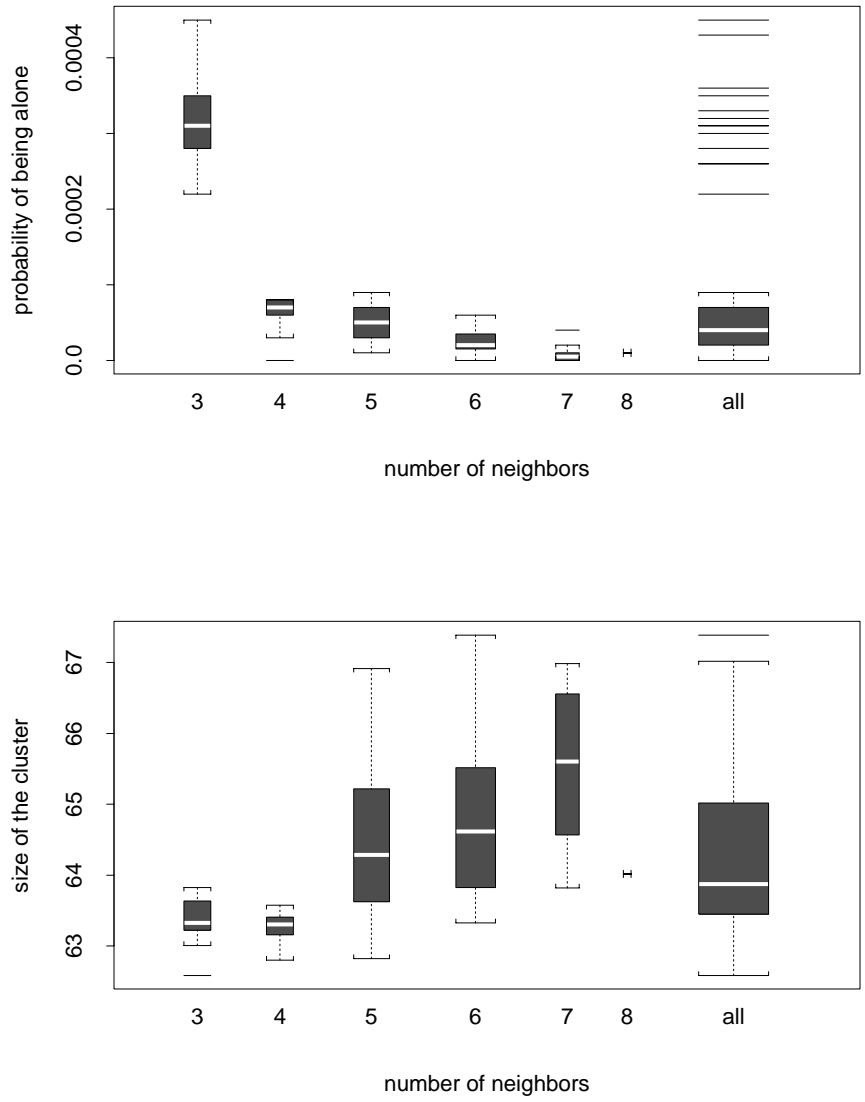 probability of being alone
0.0004
0.0002
0.0
3 4 5 6 7 8 all
number of neighbors
size of the cluster
67
66
65
64
63
3 4 5 6 7 8 all
number of neighbors